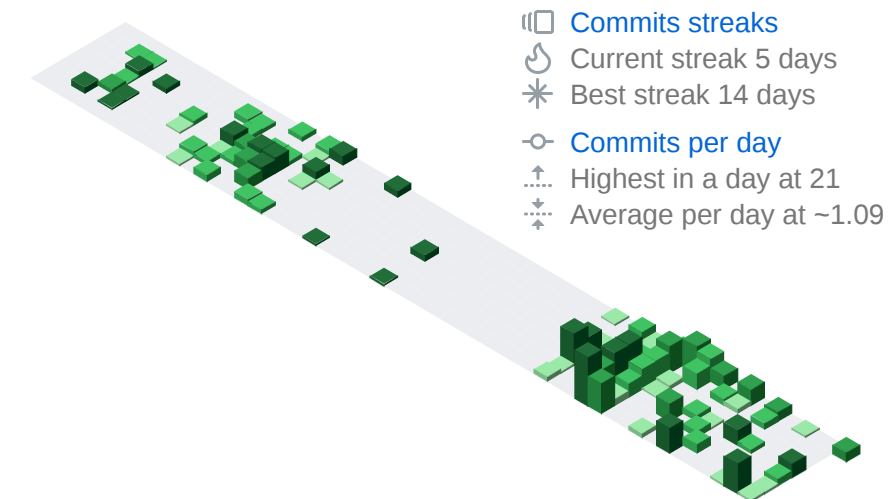 Commits streaks
Current streak 5 days
Best streak 14 days
Commits per day
Highest in a day at 21
Average per day at ~1.09